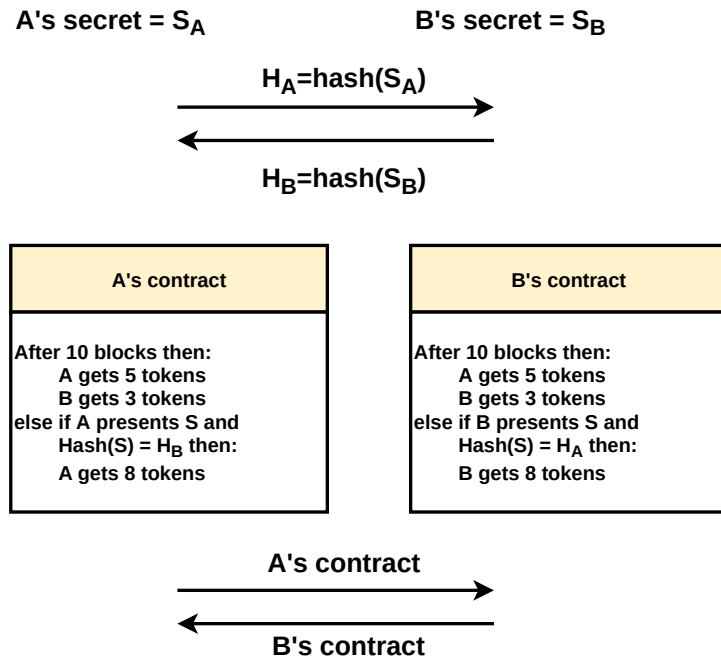 A's secret = S_A
B's secret = S_B
H_A=hash(S_A)
H_B=hash(S_B)
A's contract
After 10 blocks then:
A gets 5 tokens
B gets 3 tokens
else if A presents S and
Hash(S) = H_B then:
A gets 8 tokens
B's contract
After 10 blocks then:
A gets 5 tokens
B gets 3 tokens
else if B presents S and
Hash(S) = H_A then:
B gets 8 tokens
A's contract
B's contract